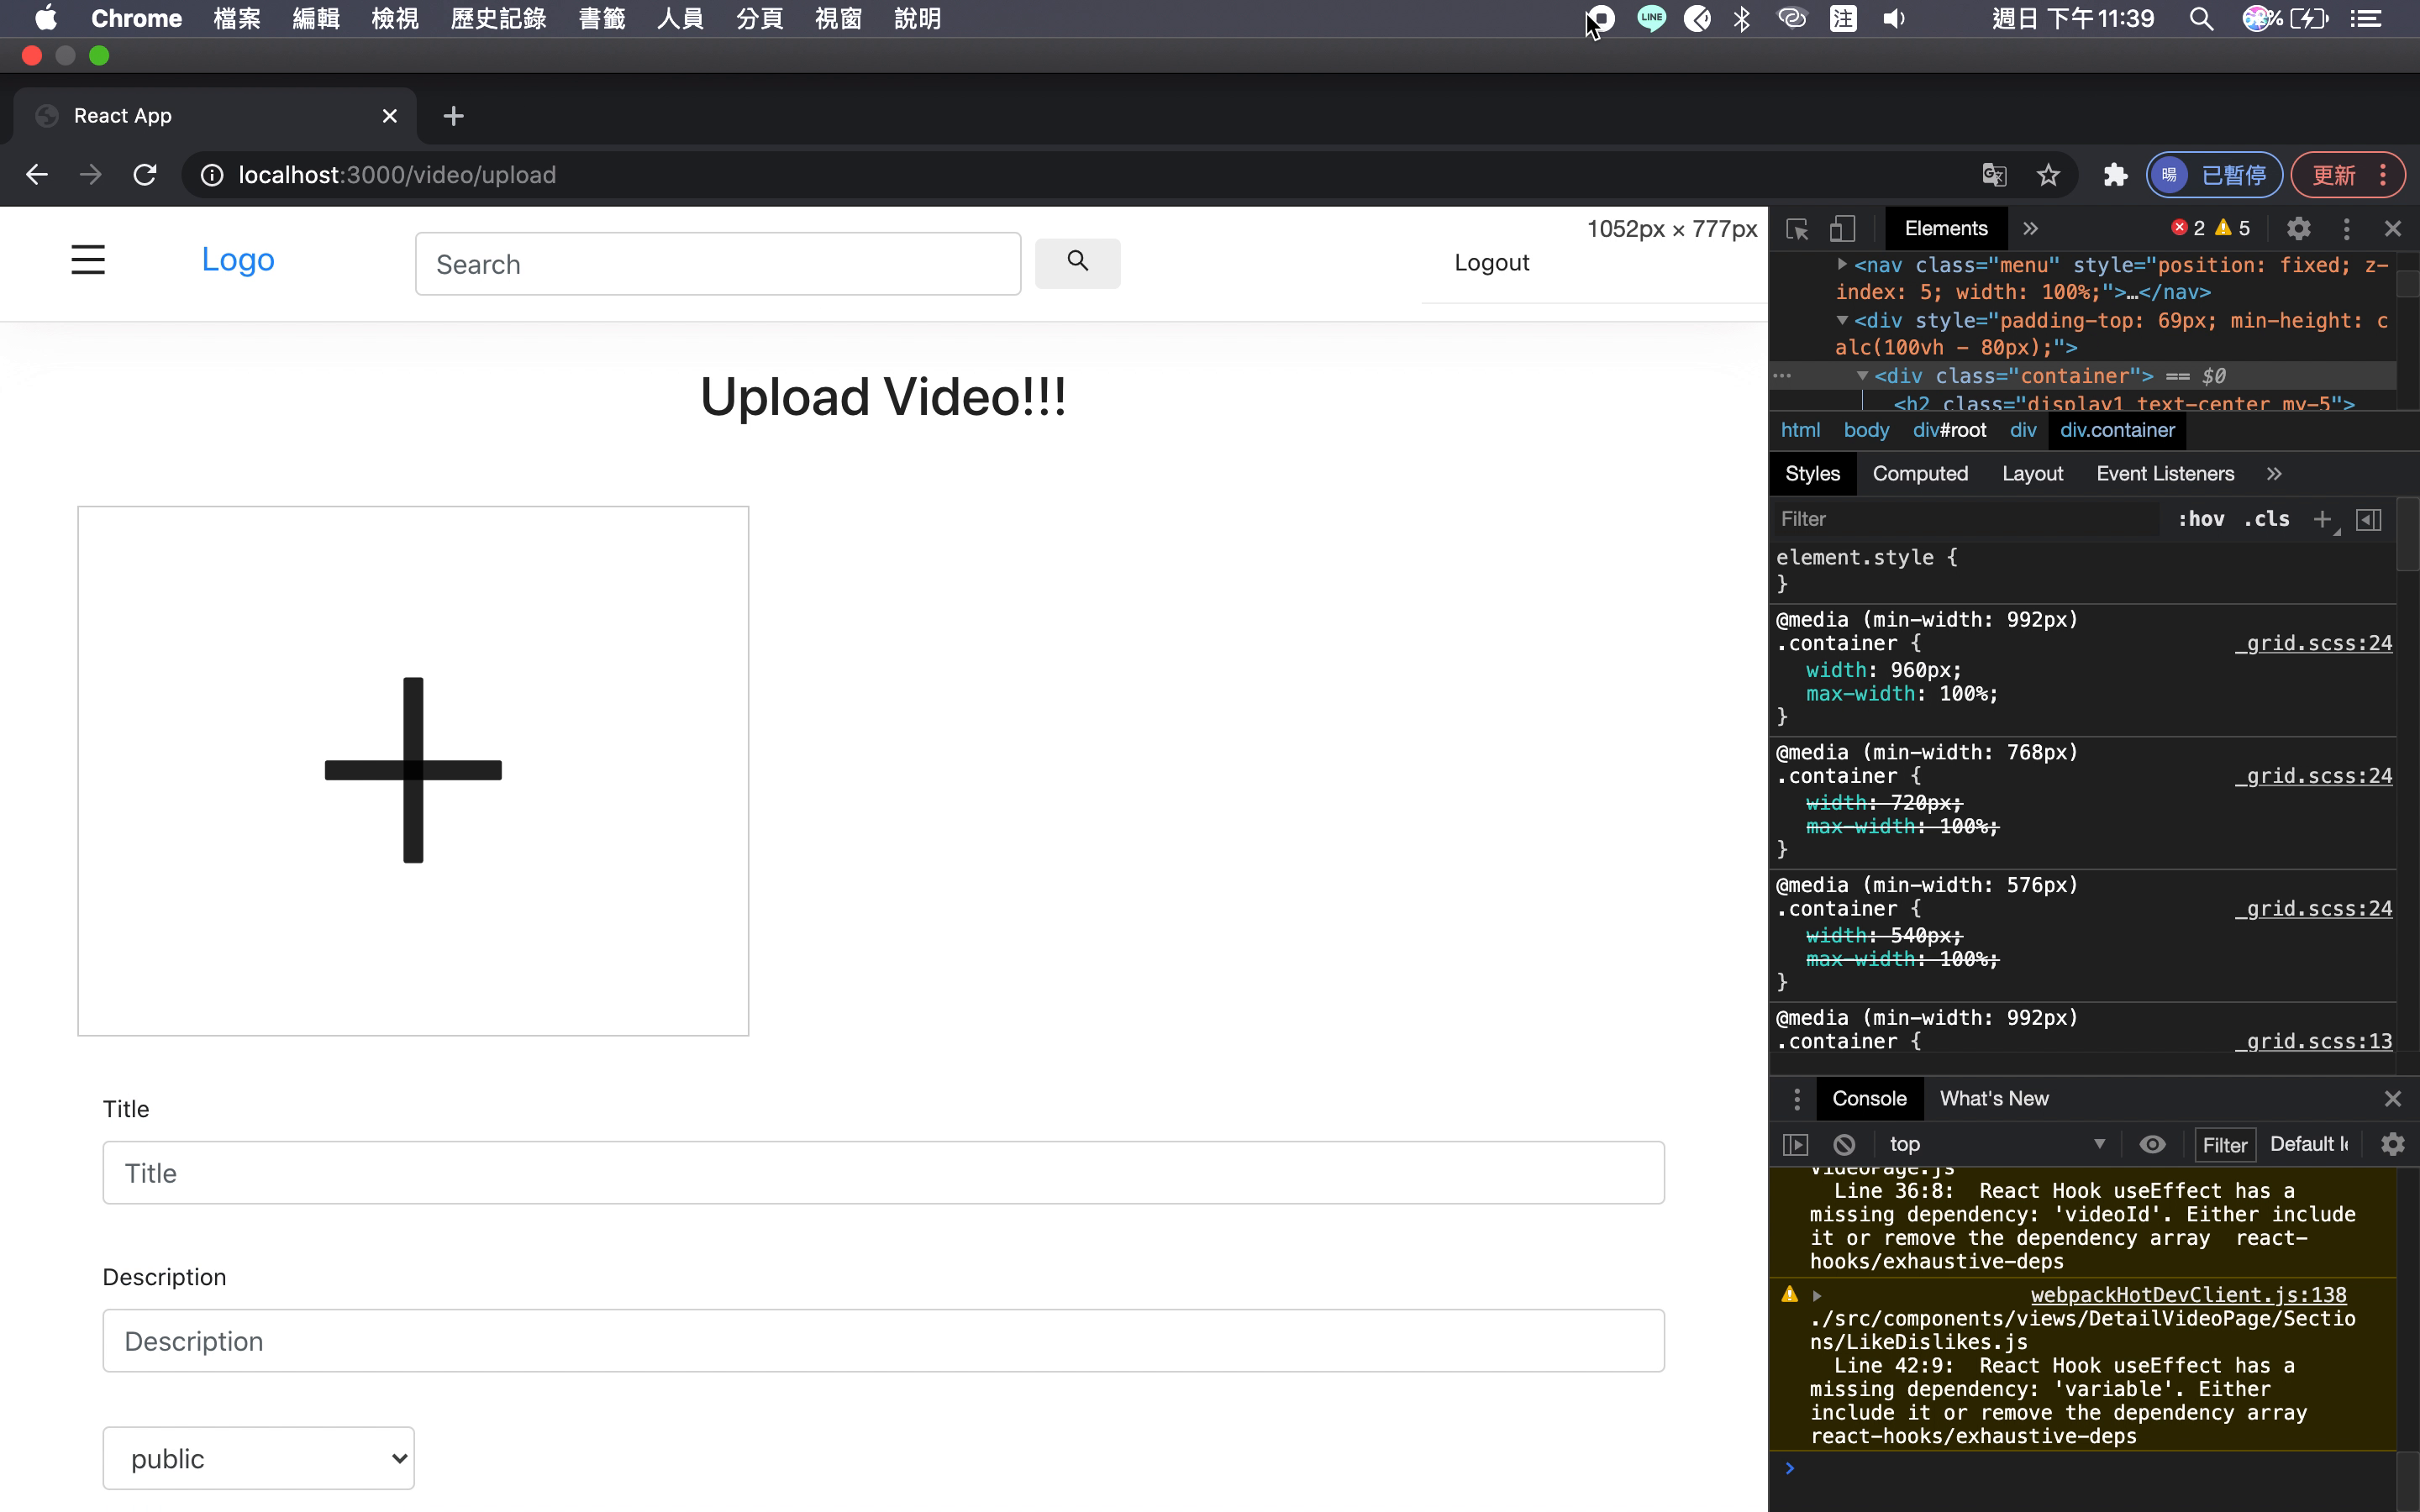 Chrome 檔案 編輯 檢視 歷史記錄 書籤 人員 分頁 視窗 說明 LINE 注 週日 下午11:39
React App
localhost:3000/video/upload 暘 已暫停 更新
Logo Search Logout 1052px × 777px
Upload Video!!!
Title
Title
Description
Description
public
Elements 2 5
<nav class="menu" style="position: fixed; z-
index: 5; width: 100%;">…</nav>
<div style="padding-top: 69px; min-height: c
alc(100vh - 80px);">
<div class="container"> == $0
<h2 class="display1 text-center my-5">
html body div#root div div.container
Styles Computed Layout Event Listeners
Filter :hov .cls
element.style {
}
@media (min-width: 992px)
.container { _grid.scss:24
width: 960px;
max-width: 100%;
}
@media (min-width: 768px)
.container { _grid.scss:24
width: 720px;
max-width: 100%;
}
@media (min-width: 576px)
.container { _grid.scss:24
width: 540px;
max-width: 100%;
}
@media (min-width: 992px)
.container { _grid.scss:13
Console What's New
top Filter Default
VideoPage.js
Line 36:8: React Hook useEffect has a
missing dependency: 'videoId'. Either include
it or remove the dependency array react-
hooks/exhaustive-deps
webpackHotDevClient.js:138
./src/components/views/DetailVideoPage/Sectio
ns/LikeDislikes.js
Line 42:9: React Hook useEffect has a
missing dependency: 'variable'. Either
include it or remove the dependency array
react-hooks/exhaustive-deps